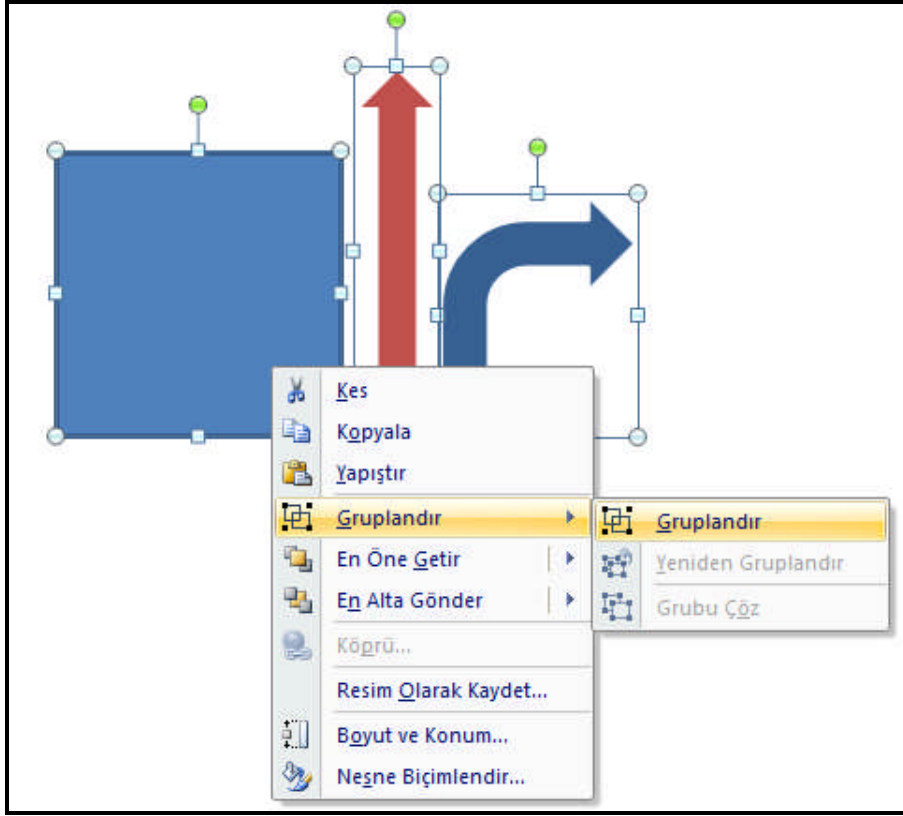 Kes
Kopyala
Yapıştır
Gruplandır
En Öne Getir
En Alta Gönder
Köprü...
Resim Olarak Kaydet...
Boyut ve Konum...
Neşne Biçimlendir...
Gruplandır
Yeniden Gruplandır
Grubu Çöz